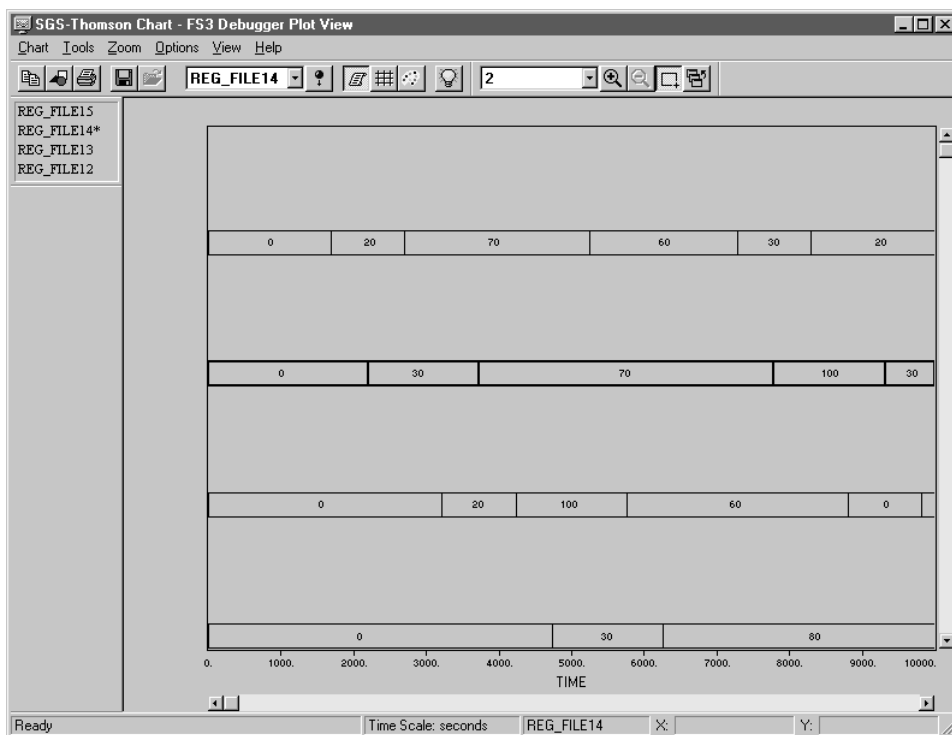 SGS-Thomson Chart - FS3 Debugger Plot View
Chart Tools Zoom Options View Help
REG_FILE14 2
REG_FILE15
REG_FILE14*
REG_FILE13
REG_FILE12
0 20 70 60 30 20
0 30 70 100 30
0 20 100 60 0
0 30 80
0. 1000. 2000. 3000. 4000. 5000. 6000. 7000. 8000. 9000. 10000.
TIME
Ready Time Scale: seconds REG_FILE14 X: Y: